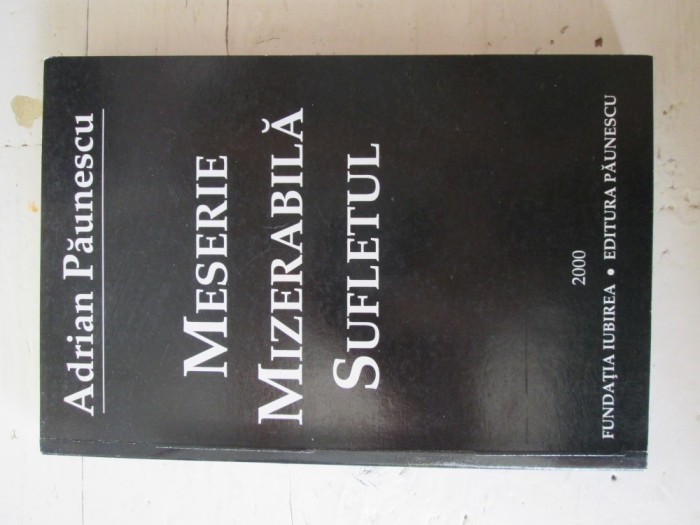 Adrian Păunescu
MESERIE
MIZERABILĂ
SUFLETUL
2000
FUNDAȚIA IUBIREA • EDITURA PĂUNESCU